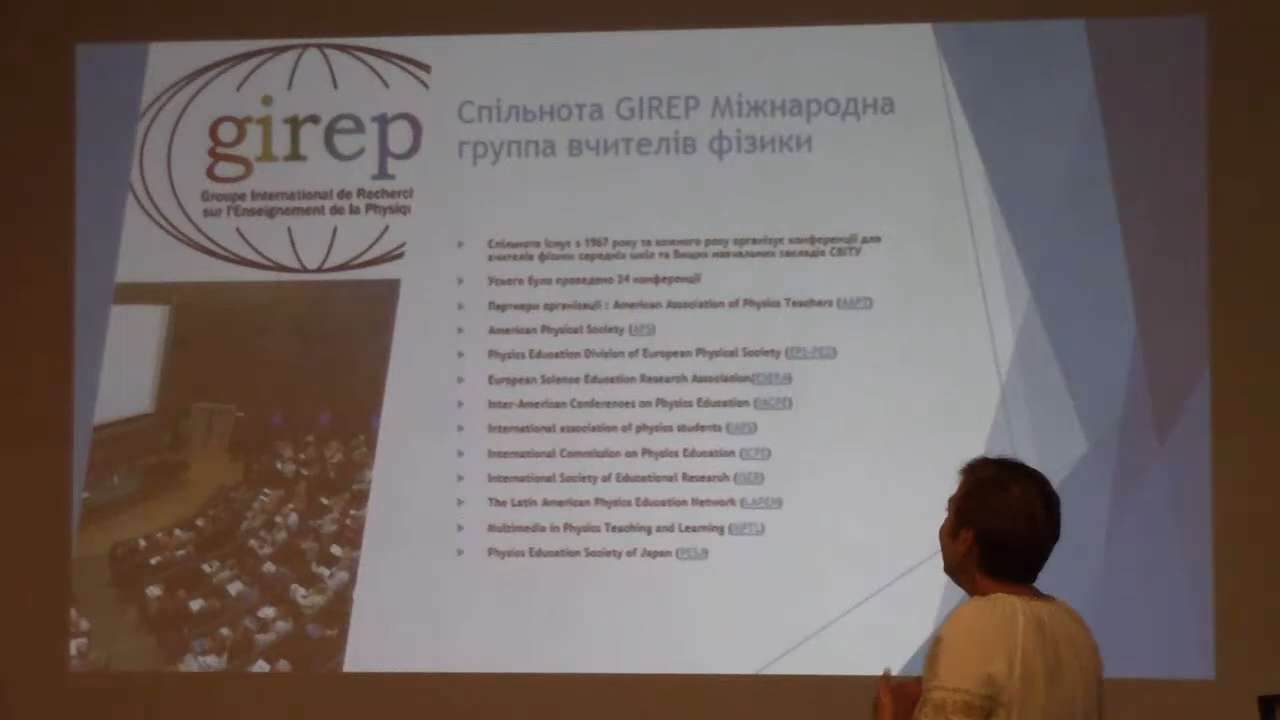 girep
Groupe International de Recherch
sur l'Enseignement de la Physiqu
Спільнота GIREP Міжнародна
группа вчителів фізики
Спільнота існує з 1967 року та кожного року організує конференції для
вчителів фізики середніх шкіл та Вищих навчальних закладів СВІТУ
Усього було проведено 34 конференції
Партнери організації : American Association of Physics Teachers (AAPT)
American Physical Society (APS)
Physics Education Division of European Physical Society (EPS-PED)
European Science Education Research Association(ESERA)
Inter-American Conferences on Physics Education (IACPE)
International association of physics students (IAPS)
International Commission on Physics Education (ICPE)
International Society of Educational Research (ISER)
The Latin American Physics Education Network (LAPEN)
Multimedia in Physics Teaching and Learning (MPTL)
Physics Education Society of Japan (PESJ)